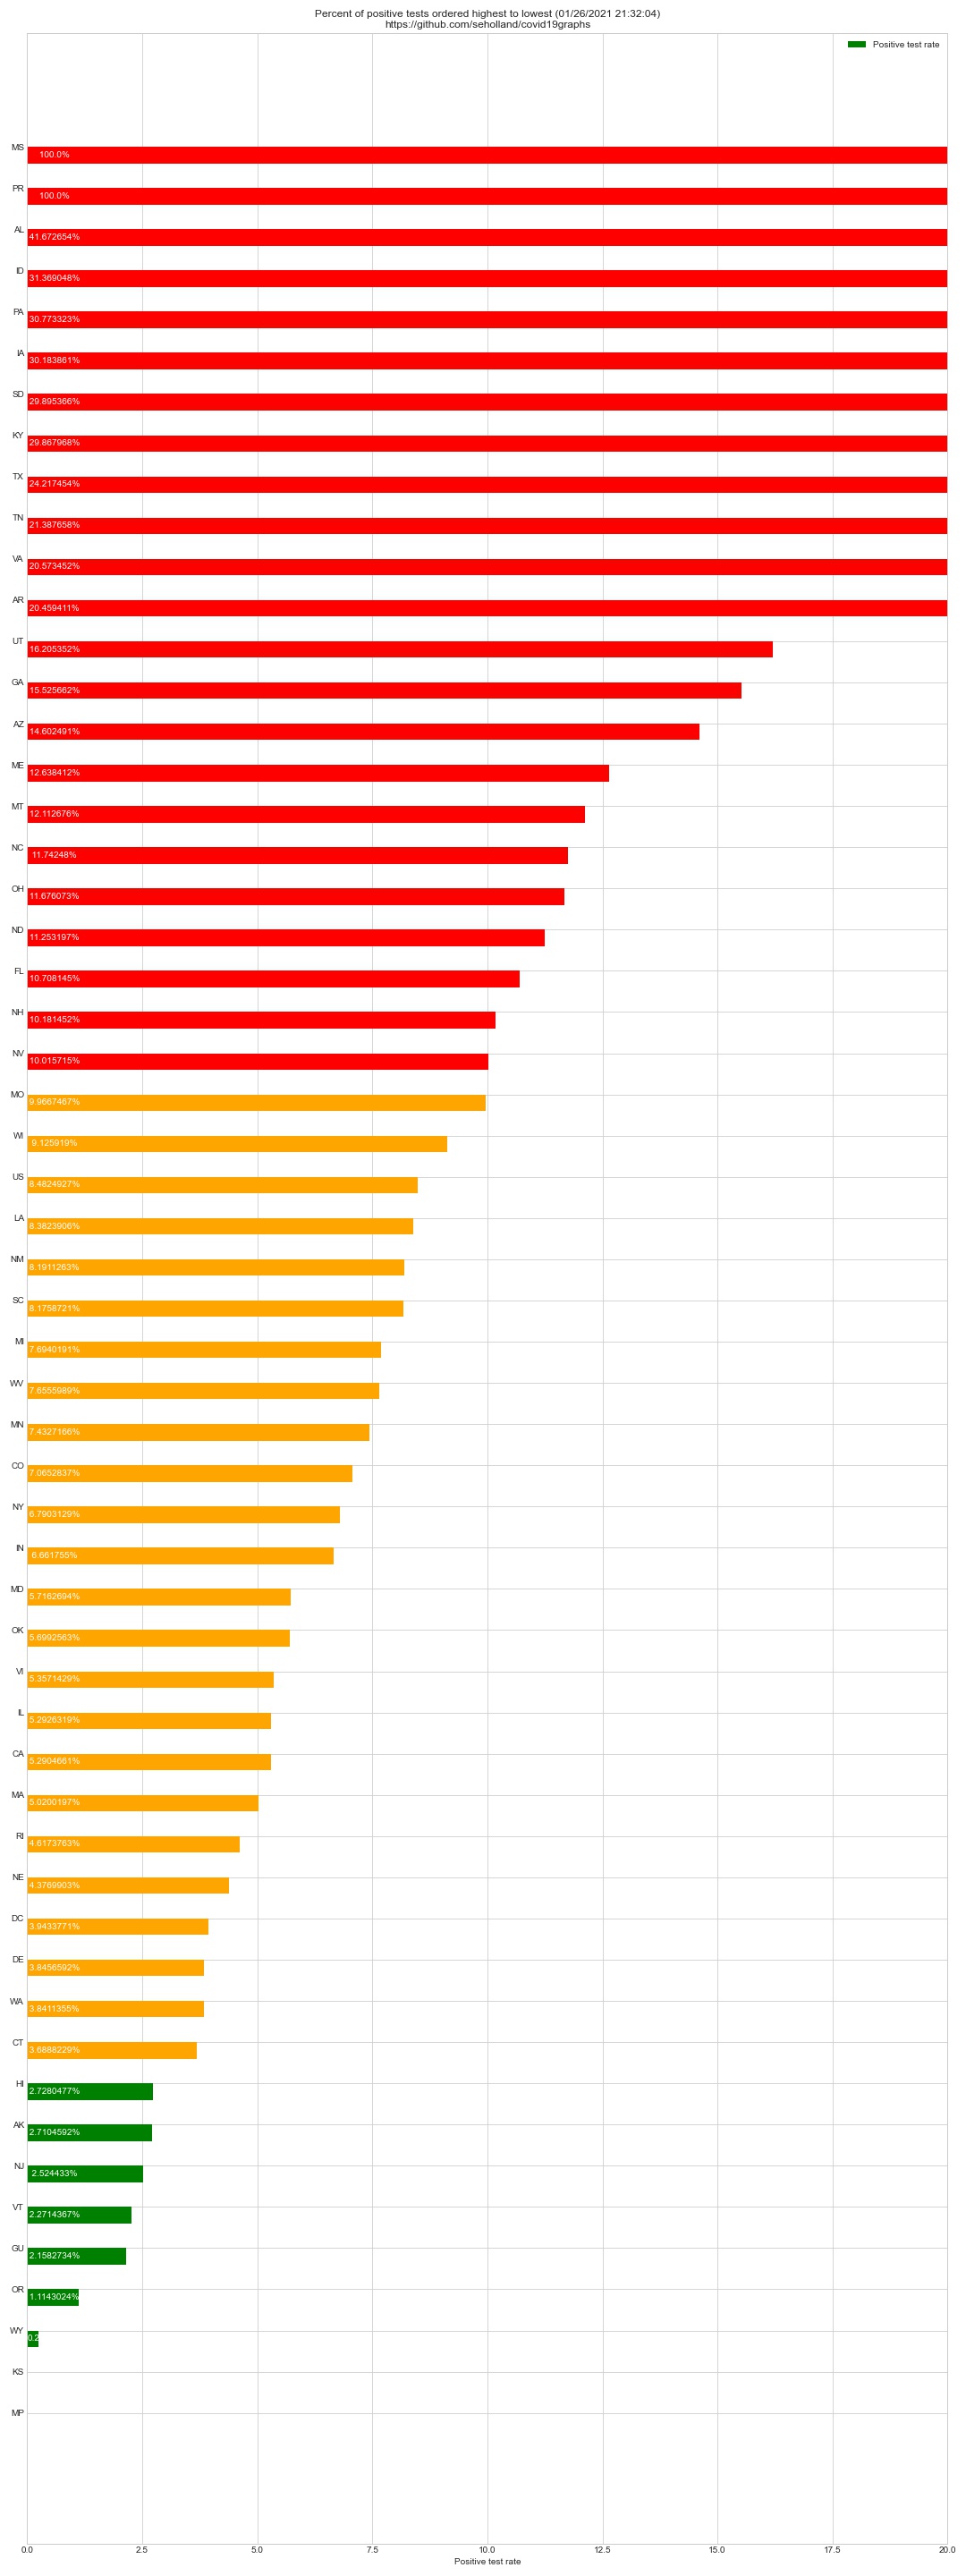 Percent of positive tests ordered highest to lowest (01/26/2021 21:32:04)
https://github.com/seholland/covid19graphs
Positive test rate
MS 100.0%
PR 100.0%
AL 41.672654%
ID 31.369048%
PA 30.773323%
IA 30.183861%
SD 29.895366%
KY 29.867968%
TX 24.217454%
TN 21.387658%
VA 20.573452%
AR 20.459411%
UT 16.205352%
GA 15.525662%
AZ 14.602491%
ME 12.638412%
MT 12.112676%
NC 11.74248%
OH 11.676073%
ND 11.253197%
FL 10.708145%
NH 10.181452%
NV 10.015715%
MO 9.9667467%
WI 9.125919%
US 8.4824927%
LA 8.3823906%
NM 8.1911263%
SC 8.1758721%
MI 7.6940191%
WV 7.6555989%
MN 7.4327166%
CO 7.0652837%
NY 6.7903129%
IN 6.661755%
MD 5.7162694%
OK 5.6992563%
VI 5.3571429%
IL 5.2926319%
CA 5.2904661%
MA 5.0200197%
RI 4.6173763%
NE 4.3769903%
DC 3.9433771%
DE 3.8456592%
WA 3.8411355%
CT 3.6888229%
HI 2.7280477%
AK 2.7104592%
NJ 2.524433%
VT 2.2714367%
GU 2.1582734%
OR 1.1143024%
WY 0.2
KS
MP
0.0 2.5 5.0 7.5 10.0 12.5 15.0 17.5 20.0
Positive test rate